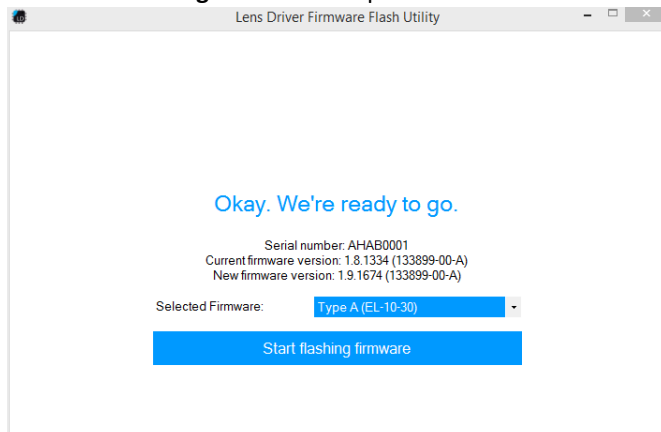 Lens Driver Firmware Flash Utility
Okay. We're ready to go.
Serial number: AHAB0001
Current firmware version: 1.8.1334 (133899-00-A)
New firmware version: 1.9.1674 (133899-00-A)
Selected Firmware: Type A (EL-10-30)
Start flashing firmware